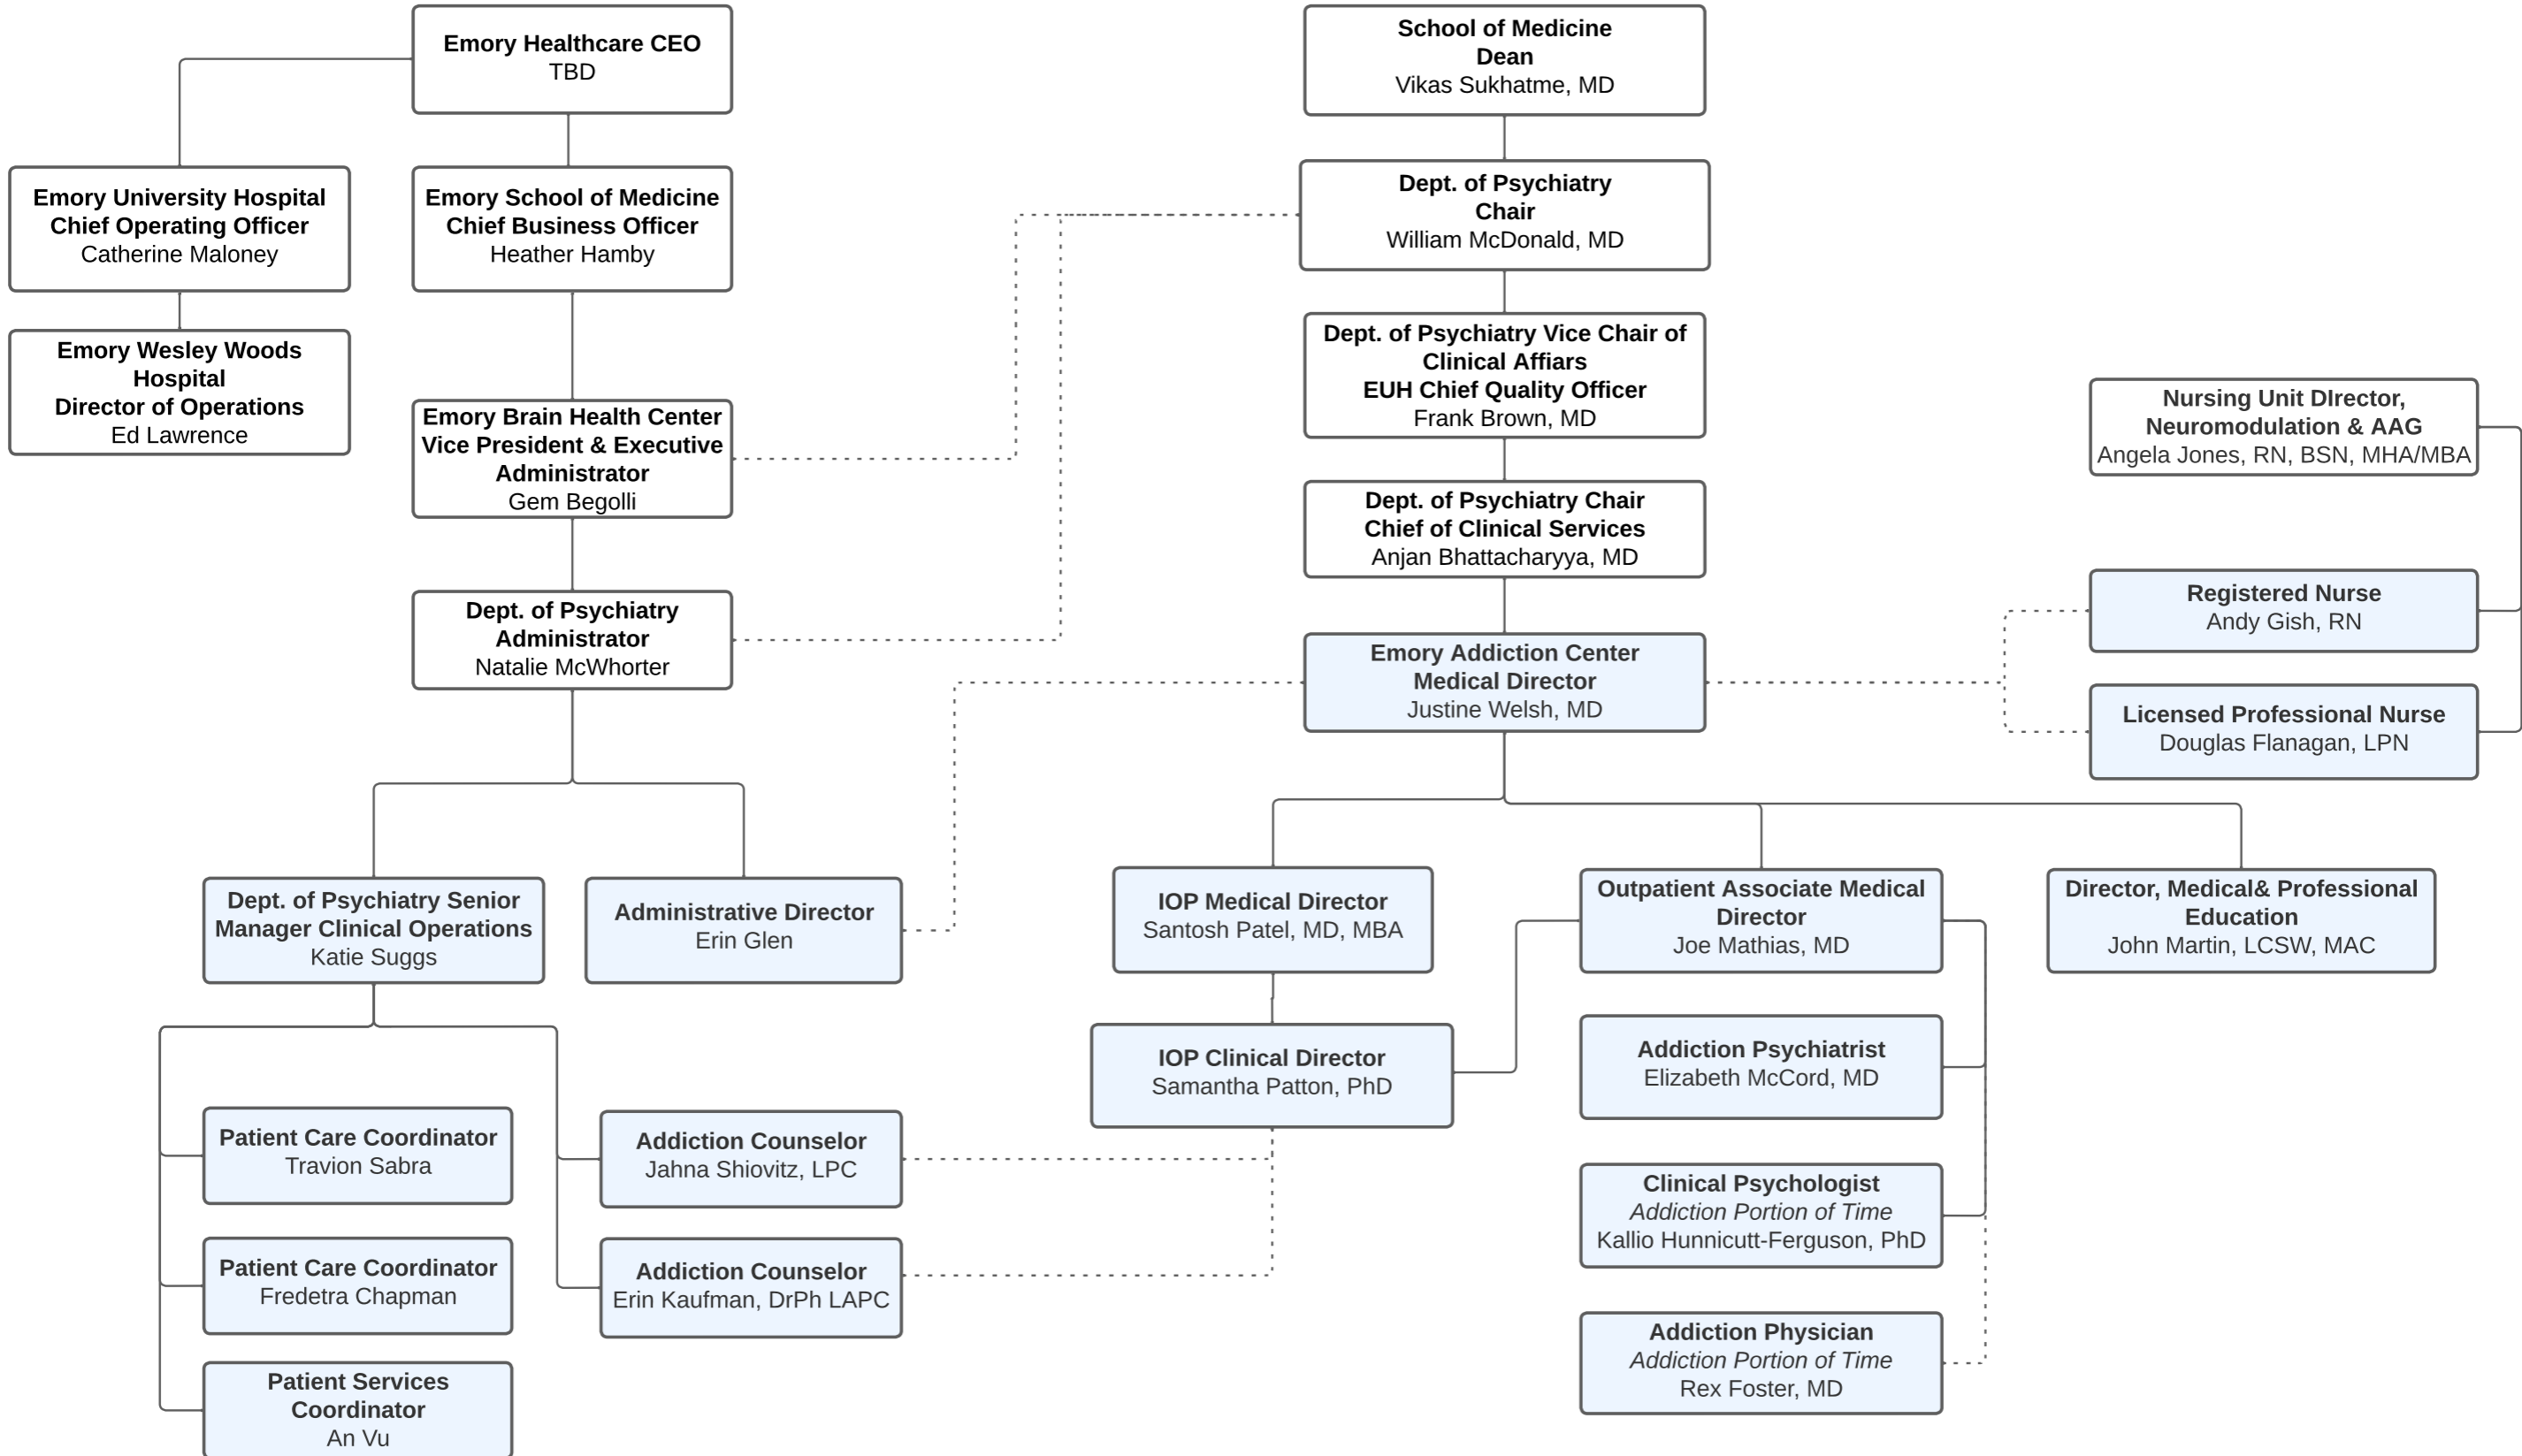 Emory Healthcare CEO
TBD
School of Medicine
Dean
Vikas Sukhatme, MD
Emory University Hospital
Chief Operating Officer
Catherine Maloney
Emory School of Medicine
Chief Business Officer
Heather Hamby
Dept. of Psychiatry
Chair
William McDonald, MD
Emory Wesley Woods
Hospital
Director of Operations
Ed Lawrence
Dept. of Psychiatry Vice Chair of
Clinical Affiars
EUH Chief Quality Officer
Frank Brown, MD
Nursing Unit DIrector,
Neuromodulation & AAG
Angela Jones, RN, BSN, MHA/MBA
Emory Brain Health Center
Vice President & Executive
Administrator
Gem Begolli
Dept. of Psychiatry Chair
Chief of Clinical Services
Anjan Bhattacharyya, MD
Registered Nurse
Andy Gish, RN
Dept. of Psychiatry
Administrator
Natalie McWhorter
Emory Addiction Center
Medical Director
Justine Welsh, MD
Licensed Professional Nurse
Douglas Flanagan, LPN
Dept. of Psychiatry Senior
Manager Clinical Operations
Katie Suggs
Administrative Director
Erin Glen
IOP Medical Director
Santosh Patel, MD, MBA
Outpatient Associate Medical
Director
Joe Mathias, MD
Director, Medical& Professional
Education
John Martin, LCSW, MAC
IOP Clinical Director
Samantha Patton, PhD
Addiction Psychiatrist
Elizabeth McCord, MD
Patient Care Coordinator
Travion Sabra
Addiction Counselor
Jahna Shiovitz, LPC
Clinical Psychologist
Addiction Portion of Time
Kallio Hunnicutt-Ferguson, PhD
Patient Care Coordinator
Fredetra Chapman
Addiction Counselor
Erin Kaufman, DrPh LAPC
Addiction Physician
Addiction Portion of Time
Rex Foster, MD
Patient Services
Coordinator
An Vu